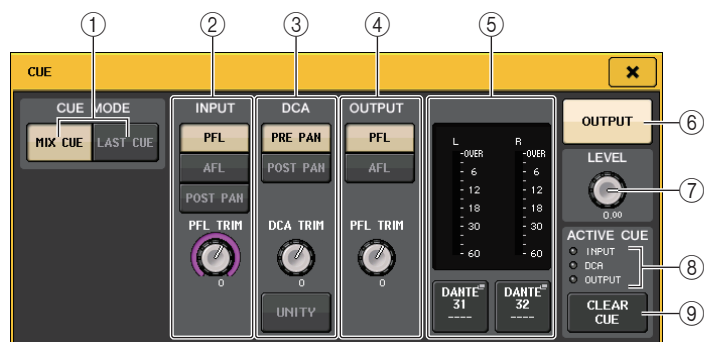 ① ② ③ ④ ⑤
CUE
×
CUE MODE
MIX CUE LAST CUE
INPUT
PFL
AFL
POST PAN
PFL TRIM
0
DCA
PRE PAN
POST PAN
DCA TRIM
0
UNITY
OUTPUT
PFL
AFL
PFL TRIM
0
L R
-OVER -OVER
- 6 - 6
- 12 - 12
- 18 - 18
- 30 - 30
- 60 - 60
DANTE 31 ----
DANTE 32 ----
OUTPUT
⑥
LEVEL
0.00
⑦
ACTIVE CUE
INPUT
DCA
OUTPUT
⑧
CLEAR CUE
⑨